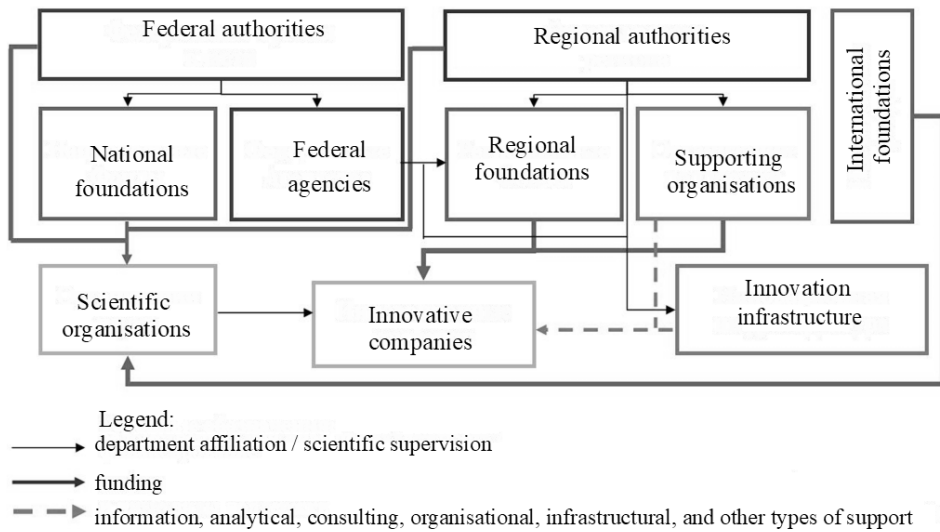 Federal authorities
Regional authorities
International
foundations
National
foundations
Federal
agencies
Regional
foundations
Supporting
organisations
Scientific
organisations
Innovative
companies
Innovation
infrastructure
Legend:
department affiliation / scientific supervision
funding
information, analytical, consulting, organisational, infrastructural, and other types of support